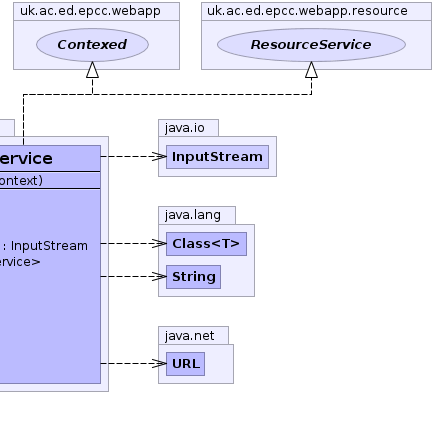 uk.ac.ed.epcc.webapp
Contexed
uk.ac.ed.epcc.webapp.resource
ResourceService
ervice
ontext)
: InputStream
ervice>
java.io
InputStream
java.lang
Class<T>
String
java.net
URL